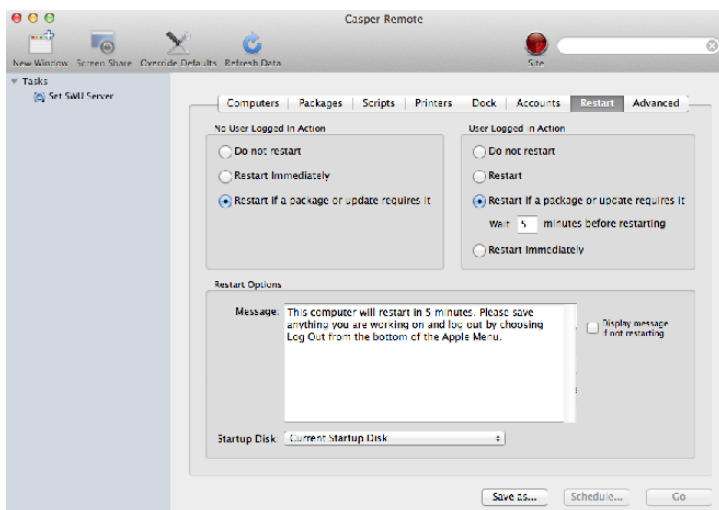 Casper Remote
New Window Screen Share Override Defaults Refresh Data Site
Tasks
Set SWU Server
Computers Packages Scripts Printers Dock Accounts Restart Advanced
No User Logged In Action
Do not restart
Restart Immediately
Restart if a package or update requires it
User Logged In Action
Do not restart
Restart
Restart if a package or update requires it
Wait 5 minutes before restarting
Restart Immediately
Restart Options
Message: This computer will restart in 5 minutes. Please save
anything you are working on and log out by choosing
Log Out from the bottom of the Apple Menu.
Display message
if not restarting
Startup Disk: Current Startup Disk
Save as... Schedule... Go